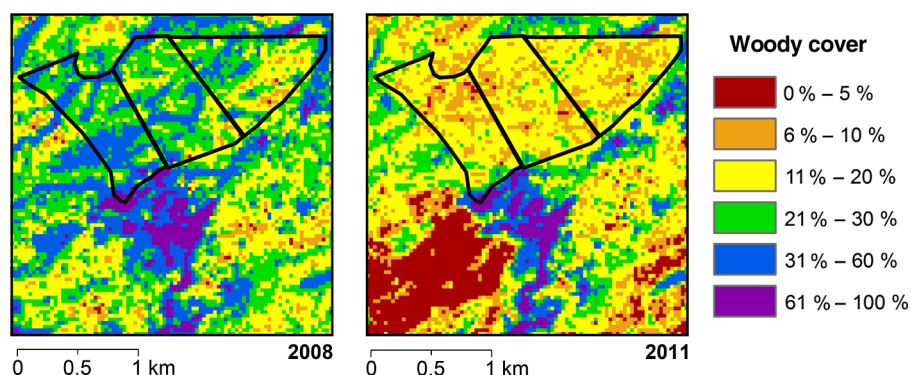 Woody cover
0 % – 5 %
6 % – 10 %
11 % – 20 %
21 % – 30 %
31 % – 60 %
61 % – 100 %
2008
0 0.5 1 km
2011
0 0.5 1 km